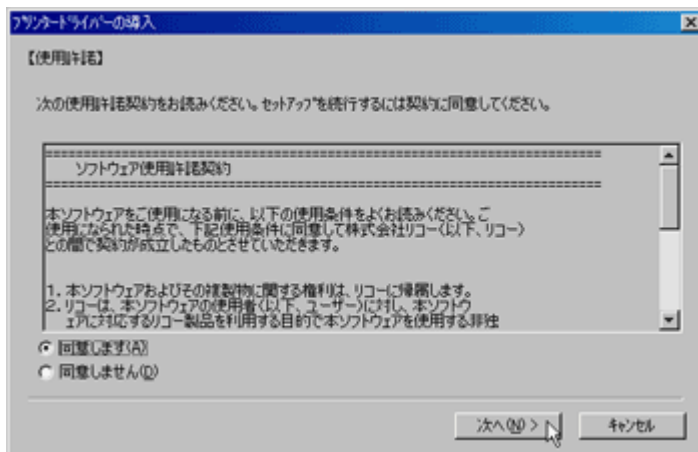 プリンタードライバーの導入
【使用許諾】
次の使用許諾契約をお読みください。セットアップを続行するには契約に同意してください。
==================================================================
ソフトウェア使用許諾契約
==================================================================
本ソフトウェアをご使用になる前に、以下の使用条件をよくお読みください。ご
使用になられた時点で、下記使用条件に同意して株式会社リコー(以下、リコー)
との間で契約が成立したものとさせていただきます。
1. 本ソフトウェアおよびその複製物に関する権利は、リコーに帰属します。
2. リコーは、本ソフトウェアの使用者(以下、ユーザー)に対し、本ソフトウ
ェアに対応するリコー製品を利用する目的で本ソフトウェアを使用する非独
同意します(A)
同意しません(D)
次へ(N) >
キャンセル